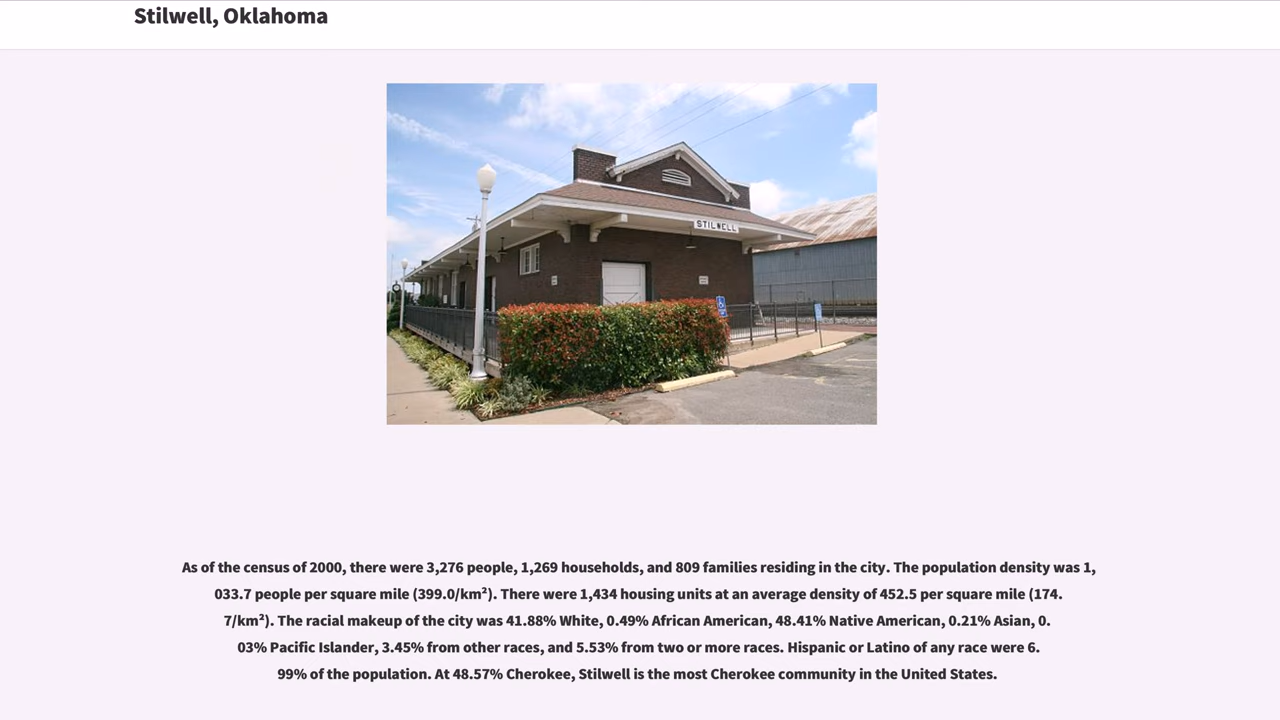 Stilwell, Oklahoma
STILWELL
As of the census of 2000, there were 3,276 people, 1,269 households, and 809 families residing in the city. The population density was 1,
033.7 people per square mile (399.0/km²). There were 1,434 housing units at an average density of 452.5 per square mile (174.
7/km²). The racial makeup of the city was 41.88% White, 0.49% African American, 48.41% Native American, 0.21% Asian, 0.
03% Pacific Islander, 3.45% from other races, and 5.53% from two or more races. Hispanic or Latino of any race were 6.
99% of the population. At 48.57% Cherokee, Stilwell is the most Cherokee community in the United States.